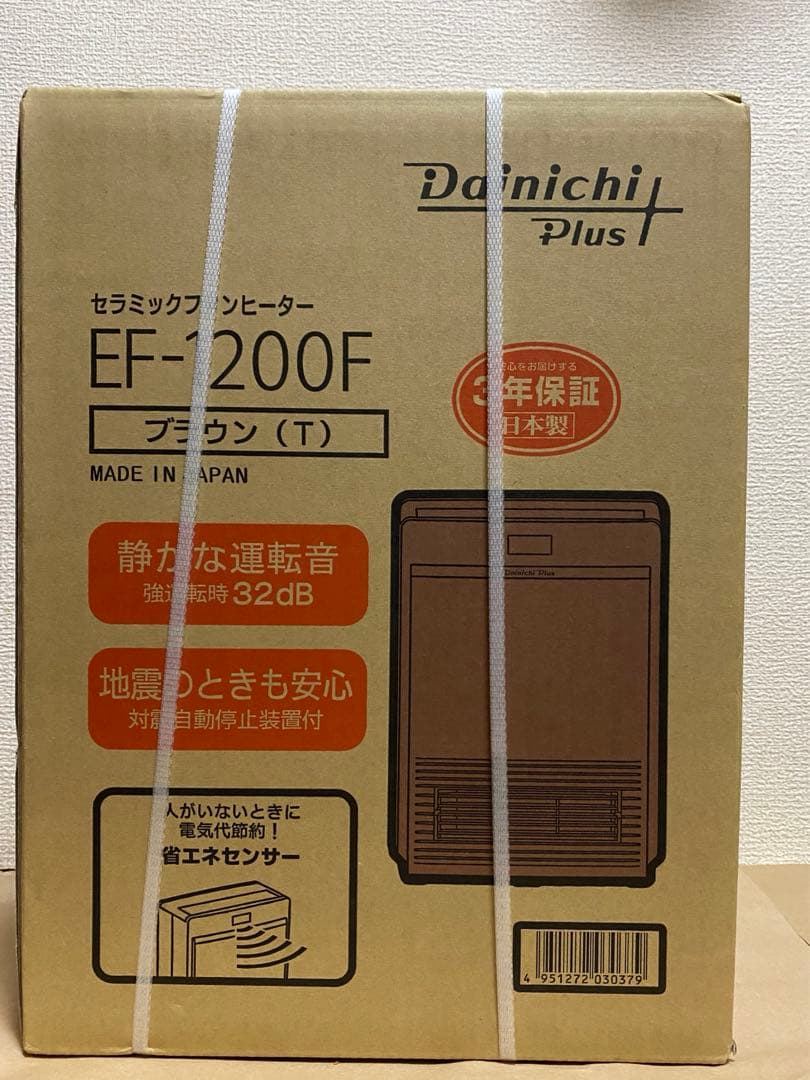 Dainichi
Plus
セラミックファンヒーター
EF-1200F
ブラウン（T）
MADE IN JAPAN
安心をお届けする
3年保証
日本製
静かな運転音
強運転時 32dB
地震のときも安心
対震自動停止装置付
Dainichi Plus
人がいないときに
電気代節約！
省エネセンサー
4 951272 030379